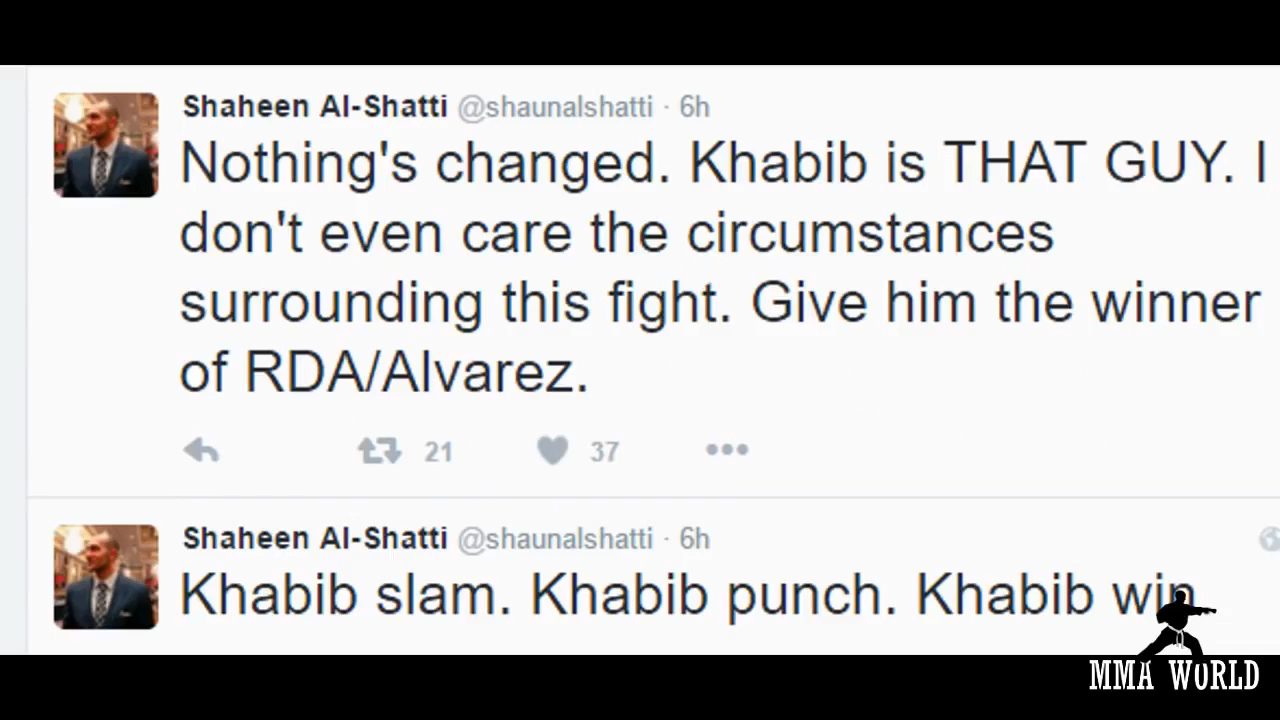 Shaheen Al-Shatti @shaunalshatti · 6h
Nothing's changed. Khabib is THAT GUY. I
don't even care the circumstances
surrounding this fight. Give him the winner
of RDA/Alvarez.
21 37
Shaheen Al-Shatti @shaunalshatti · 6h
Khabib slam. Khabib punch. Khabib win
MMA WORLD